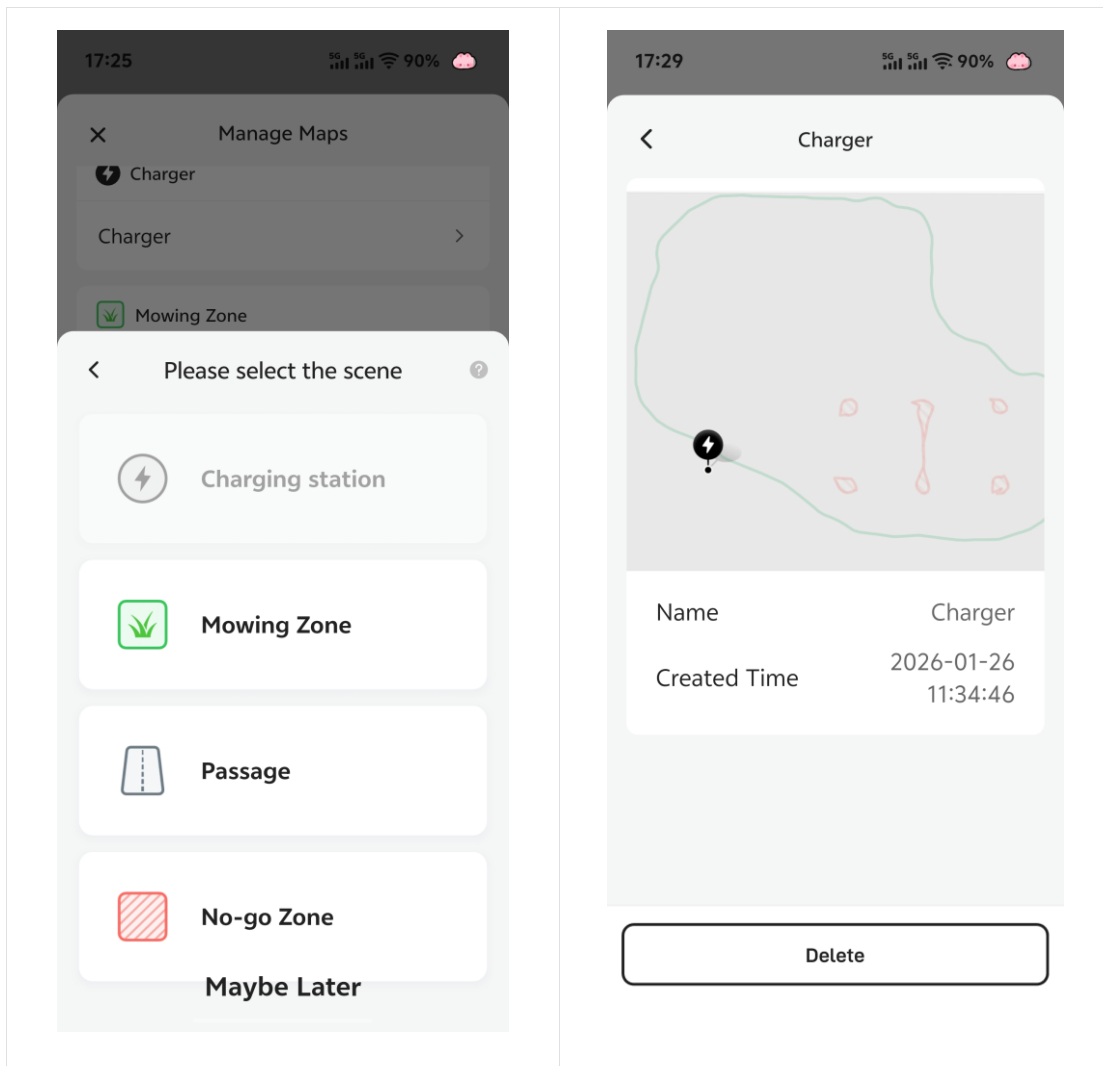 17:25
5G 5G 90%
Manage Maps
Charger
Charger
Mowing Zone
Please select the scene
?
Charging station
Mowing Zone
Passage
No-go Zone
Maybe Later
17:29
5G 5G 90%
Charger
Name Charger
Created Time 2026-01-26
11:34:46
Delete